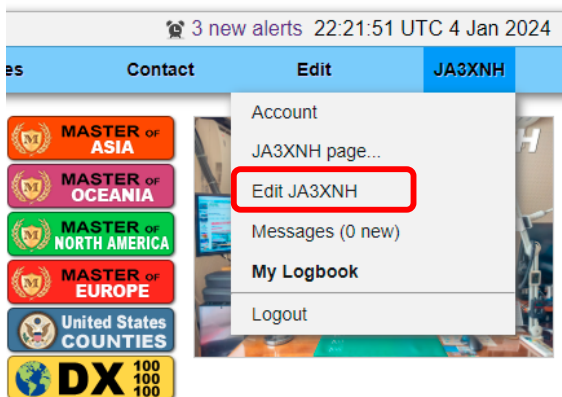 3 new alerts 22:21:51 UTC 4 Jan 2024
es Contact Edit JA3XNH
Account
JA3XNH page...
Edit JA3XNH
Messages (0 new)
My Logbook
Logout
M
MASTER OF
ASIA
M
MASTER OF
OCEANIA
M
MASTER OF
NORTH AMERICA
M
MASTER OF
EUROPE
United States
COUNTIES
DX 100
100
100
H